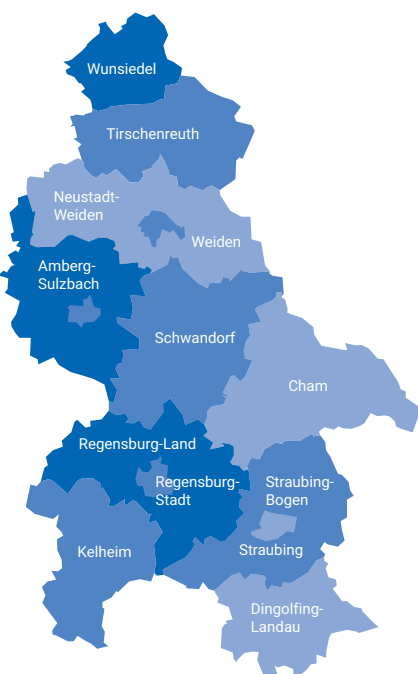 Wunsiedel
Tirschenreuth
Neustadt-
Weiden
Weiden
Amberg-
Sulzbach
Schwandorf
Cham
Regensburg-Land
Regensburg-
Stadt
Straubing-
Bogen
Kelheim
Straubing
Dingolfing-
Landau